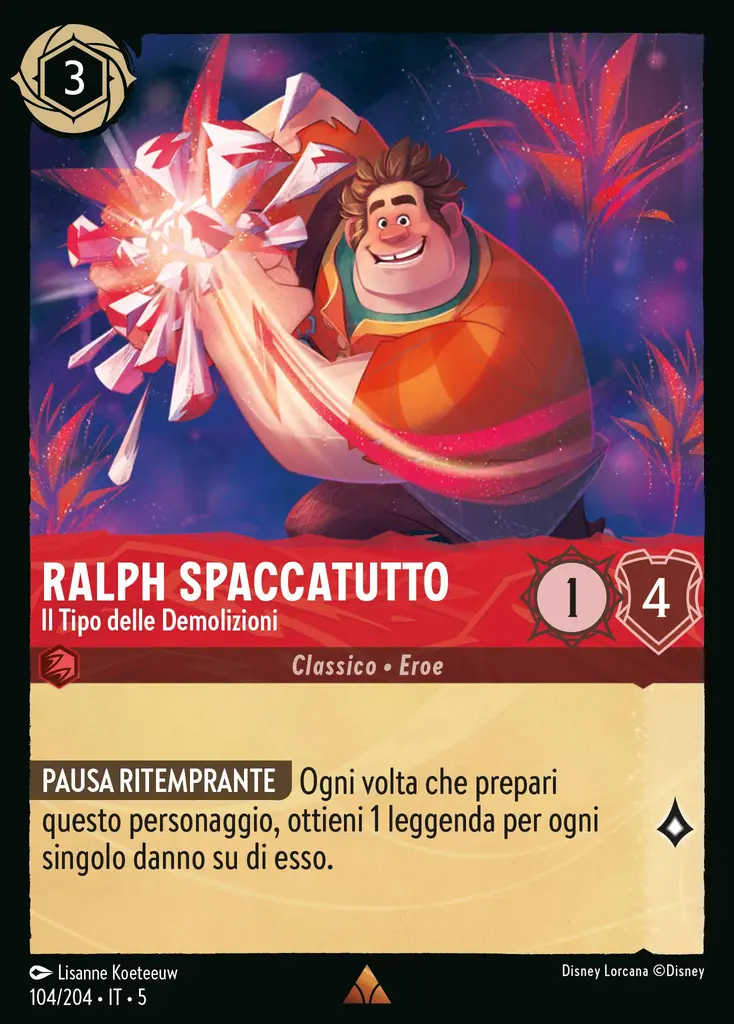 3
RALPH SPACCATUTTO
Il Tipo delle Demolizioni
1
4
Classico • Eroe
PAUSA RITEMPRANTE Ogni volta che prepari
questo personaggio, ottieni 1 leggenda per ogni
singolo danno su di esso.
Lisanne Koeteeuw
Disney Lorcana ©Disney
104/204 • IT • 5